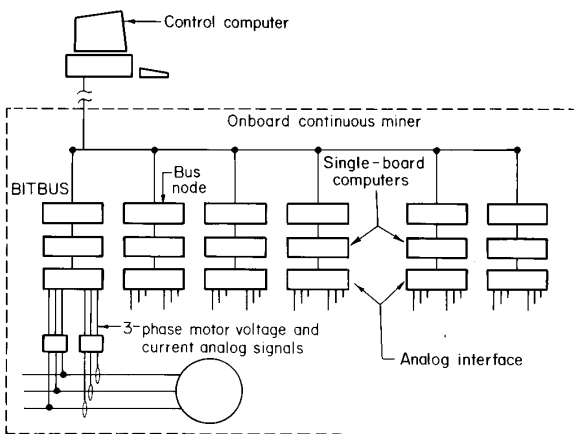 Control computer
Onboard continuous miner
BITBUS
Bus
node
Single-board
computers
3-phase motor voltage and
current analog signals
Analog interface